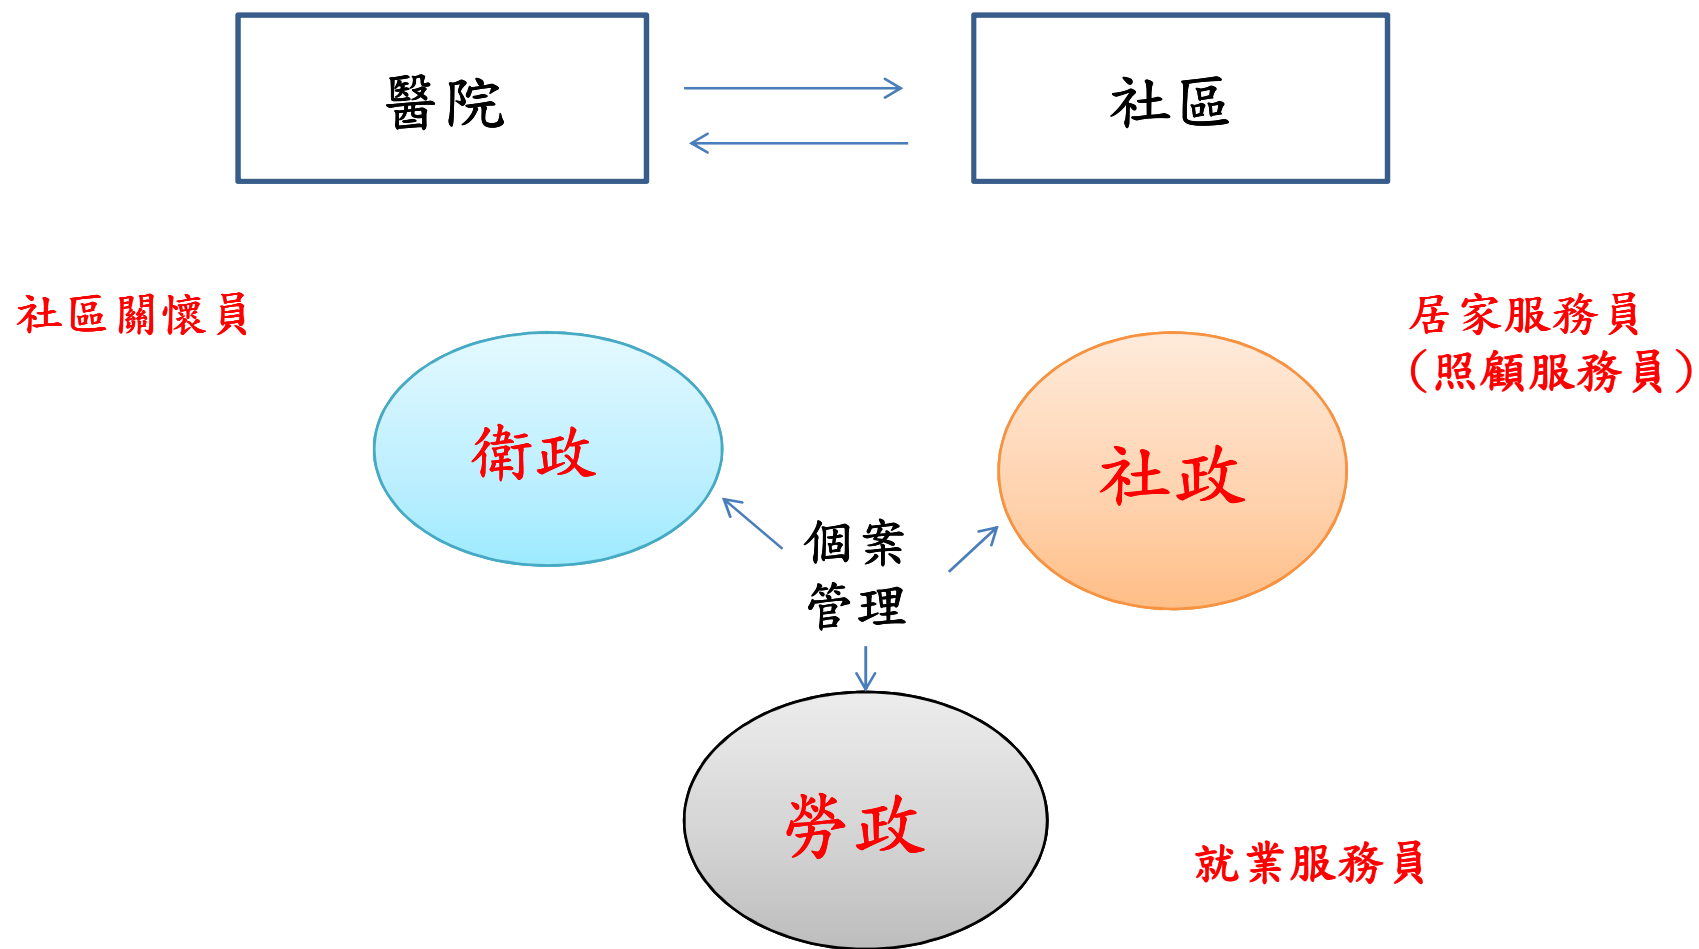 醫院
社區
社區關懷員
居家服務員
(照顧服務員)
衛政
社政
個案
管理
勞政
就業服務員